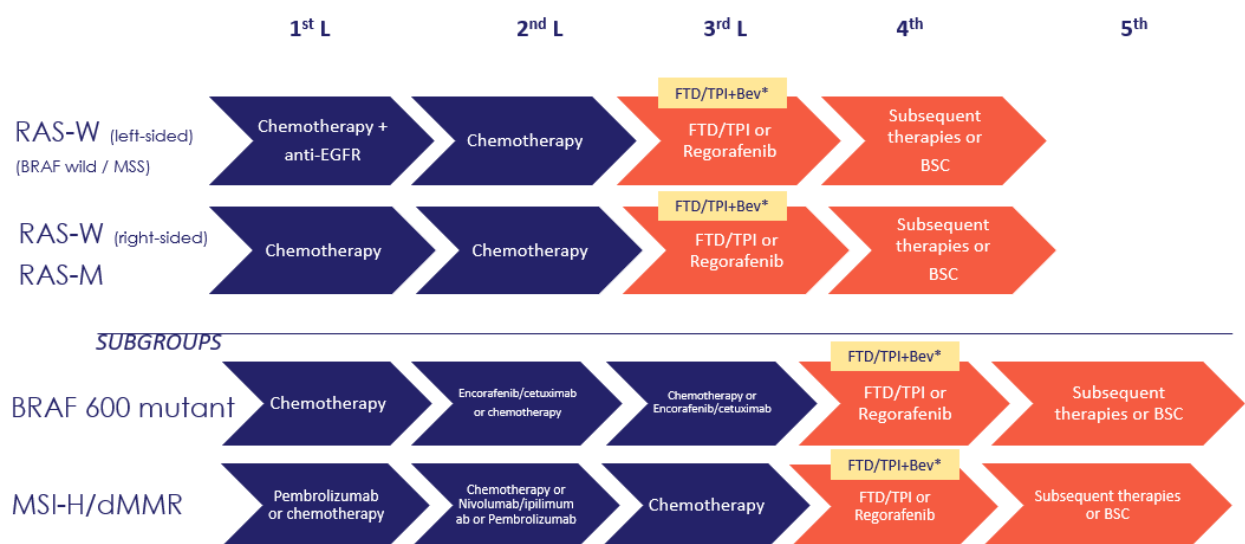 1st L 2nd L 3rd L 4th 5th
FTD/TPI+Bev*
RAS-W (left-sided)
(BRAF wild / MSS)
Chemotherapy +
anti-EGFR
Chemotherapy
FTD/TPI or
Regorafenib
Subsequent
therapies or
BSC
FTD/TPI+Bev*
RAS-W (right-sided)
RAS-M
Chemotherapy
Chemotherapy
FTD/TPI or
Regorafenib
Subsequent
therapies or
BSC
SUBGROUPS
FTD/TPI+Bev*
BRAF 600 mutant
Chemotherapy
Encorafenib/cetuximab
or chemotherapy
Chemotherapy or
Encorafenib/cetuximab
FTD/TPI or
Regorafenib
Subsequent
therapies or BSC
FTD/TPI+Bev*
MSI-H/dMMR
Pembrolizumab
or chemotherapy
Chemotherapy or
Nivolumab/ipilimum
ab or Pembrolizumab
Chemotherapy
FTD/TPI or
Regorafenib
Subsequent therapies
or BSC